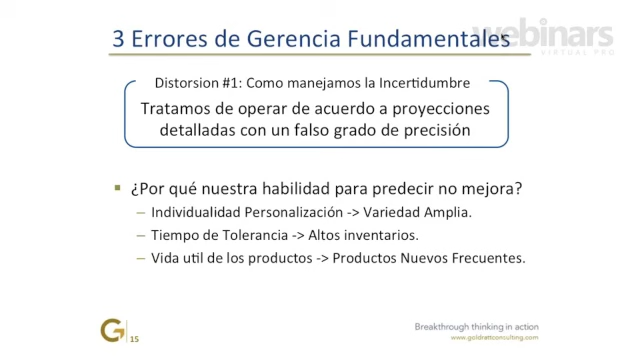 3 Errores de Gerencia Fundamentales
webinars
VIRTUAL PRO
Distorsion #1: Como manejamos la Incertidumbre
Tratamos de operar de acuerdo a proyecciones
detalladas con un falso grado de precisión
¿Por qué nuestra habilidad para predecir no mejora?
– Individualidad Personalización -> Variedad Amplia.
– Tiempo de Tolerancia -> Altos inventarios.
– Vida util de los productos -> Productos Nuevos Frecuentes.
G
15
Breakthrough thinking in action
www.goldrattconsulting.com